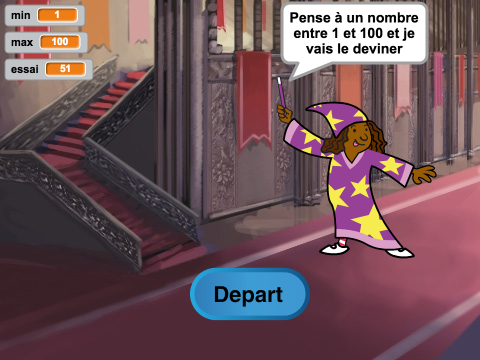 min 1
max 100
essai 51
Pense à un nombre
entre 1 et 100 et je
vais le deviner
Depart